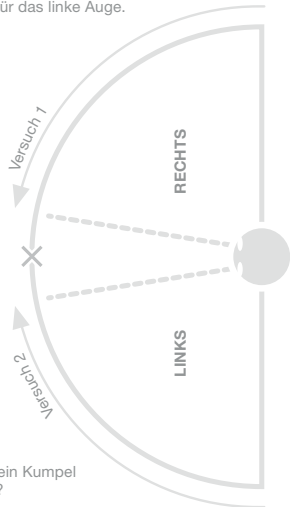 ür das linke Auge.
Versuch 1
RECHTS
LINKS
Versuch 2
ein Kumpel